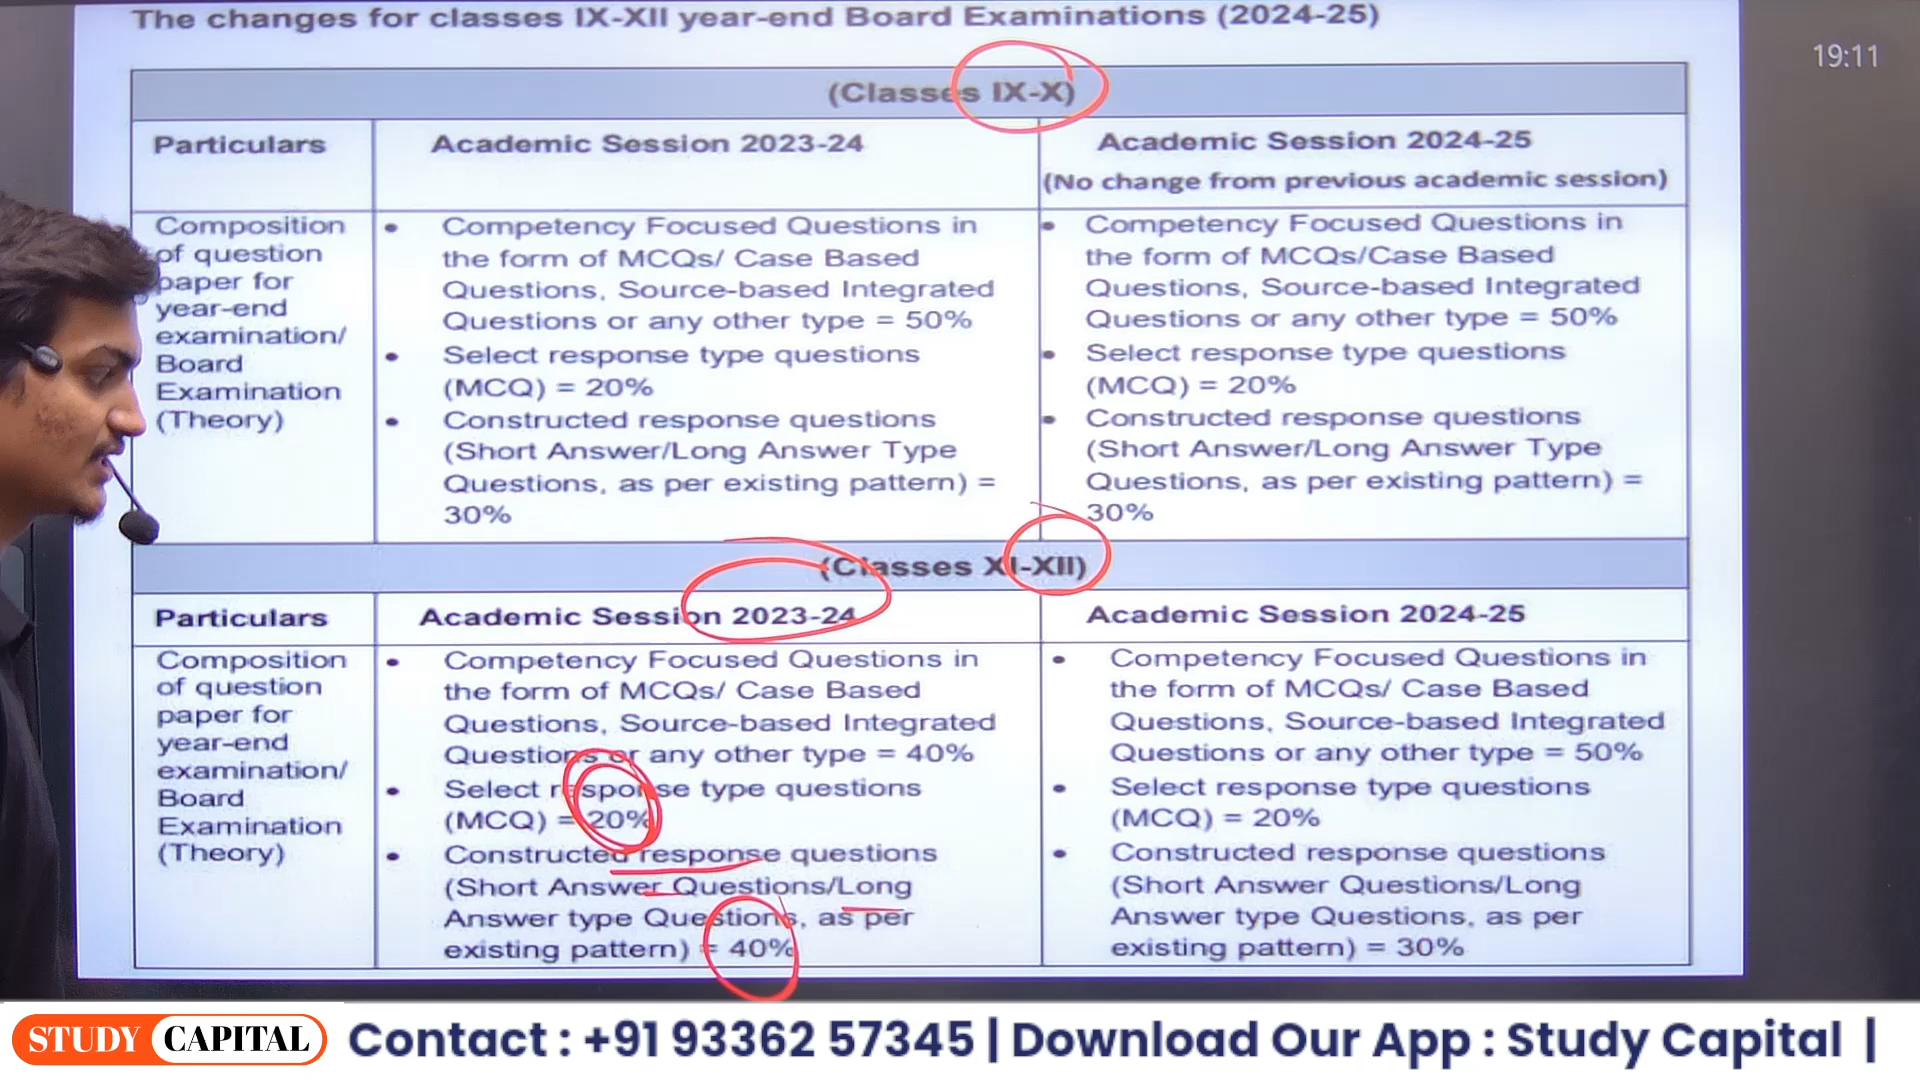 The changes for classes IX-XII year-end Board Examinations (2024-25)
19:11
(Classes IX-X)
Particulars
Academic Session 2023-24
Academic Session 2024-25
(No change from previous academic session)
Composition
of question
paper for
year-end
examination/
Board
Examination
(Theory)
• Competency Focused Questions in
the form of MCQs/ Case Based
Questions, Source-based Integrated
Questions or any other type = 50%
• Select response type questions
(MCQ) = 20%
• Constructed response questions
(Short Answer/Long Answer Type
Questions, as per existing pattern) =
30%
• Competency Focused Questions in
the form of MCQs/Case Based
Questions, Source-based Integrated
Questions or any other type = 50%
• Select response type questions
(MCQ) = 20%
• Constructed response questions
(Short Answer/Long Answer Type
Questions, as per existing pattern) =
30%
(Classes XI-XII)
Particulars
Academic Session 2023-24
Academic Session 2024-25
Composition
of question
paper for
year-end
examination/
Board
Examination
(Theory)
• Competency Focused Questions in
the form of MCQs/ Case Based
Questions, Source-based Integrated
Questions or any other type = 40%
• Select response type questions
(MCQ) = 20%
• Constructed response questions
(Short Answer Questions/Long
Answer type Questions, as per
existing pattern) = 40%
• Competency Focused Questions in
the form of MCQs/ Case Based
Questions, Source-based Integrated
Questions or any other type = 50%
• Select response type questions
(MCQ) = 20%
• Constructed response questions
(Short Answer Questions/Long
Answer type Questions, as per
existing pattern) = 30%
STUDY CAPITAL
Contact : +91 93362 57345 | Download Our App : Study Capital |